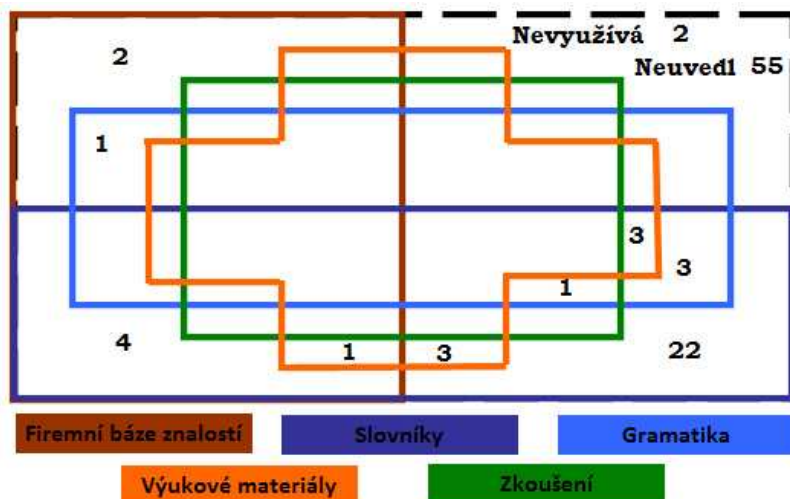 Nevyužívá 2
2
Neuvedl 55
1
3
3
1
4
1
3
22
Firemní báze znalostí
Slovníky
Gramatika
Výukové materiály
Zkoušení